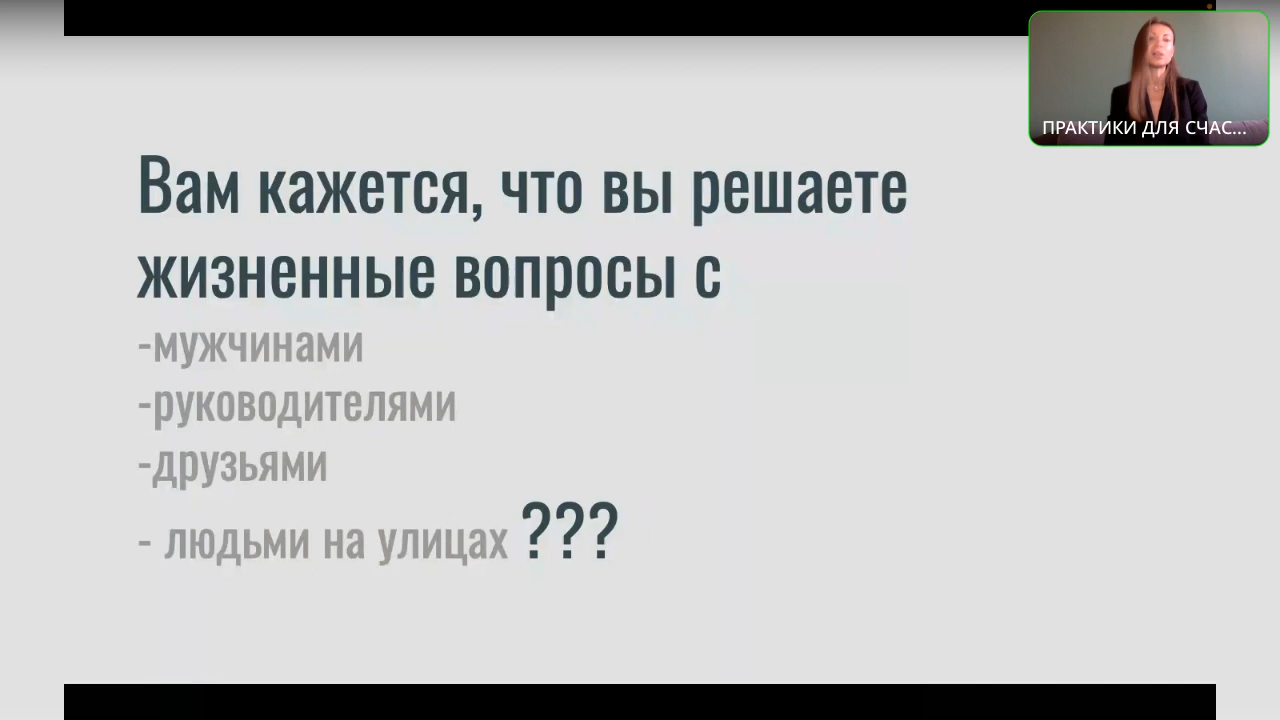 ПРАКТИКИ ДЛЯ СЧАС...
Вам кажется, что вы решаете
жизненные вопросы с
-мужчинами
-руководителями
-друзьями
- людьми на улицах ???